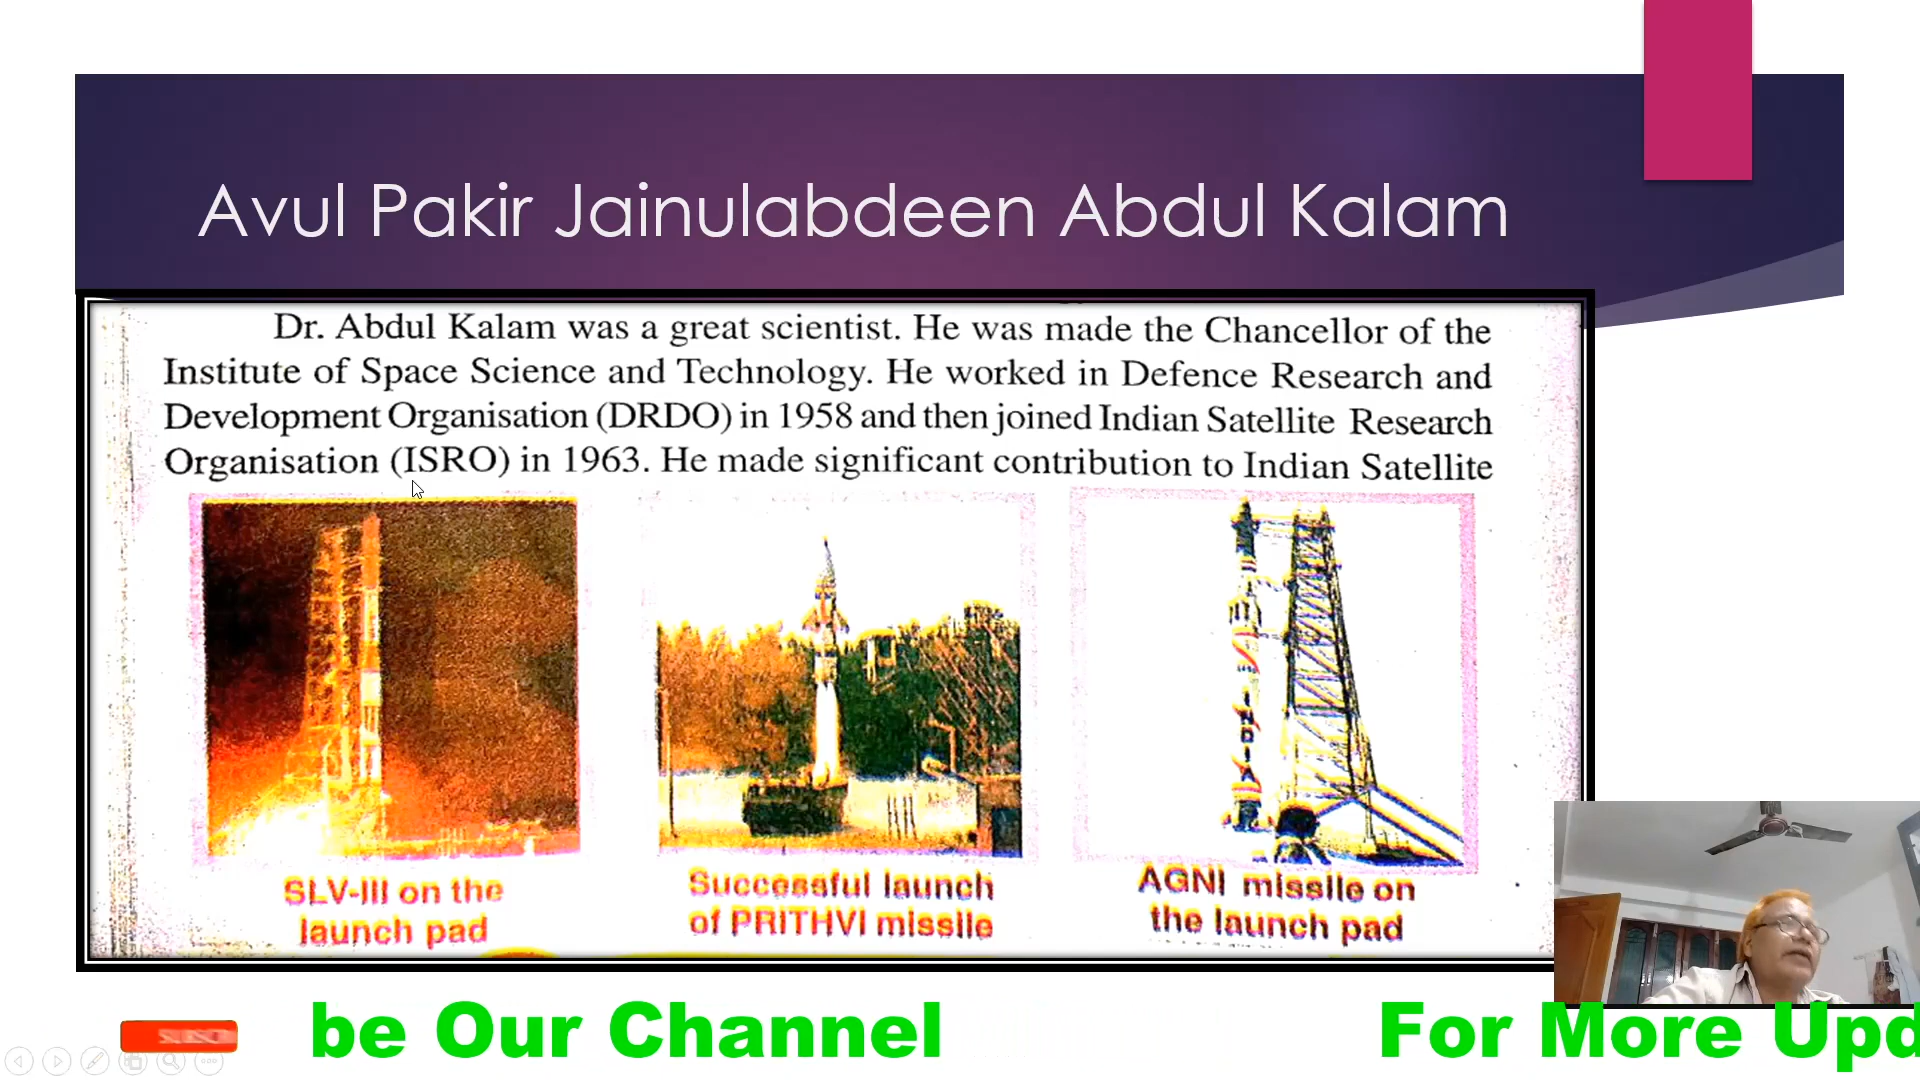 Avul Pakir Jainulabdeen Abdul Kalam
Dr. Abdul Kalam was a great scientist. He was made the Chancellor of the
Institute of Space Science and Technology. He worked in Defence Research and
Development Organisation (DRDO) in 1958 and then joined Indian Satellite Research
Organisation (ISRO) in 1963. He made significant contribution to Indian Satellite
INDIA
SLV-III on the
launch pad
Successful launch
of PRITHVI missile
AGNI missile on
the launch pad
be Our Channel
For More Upd